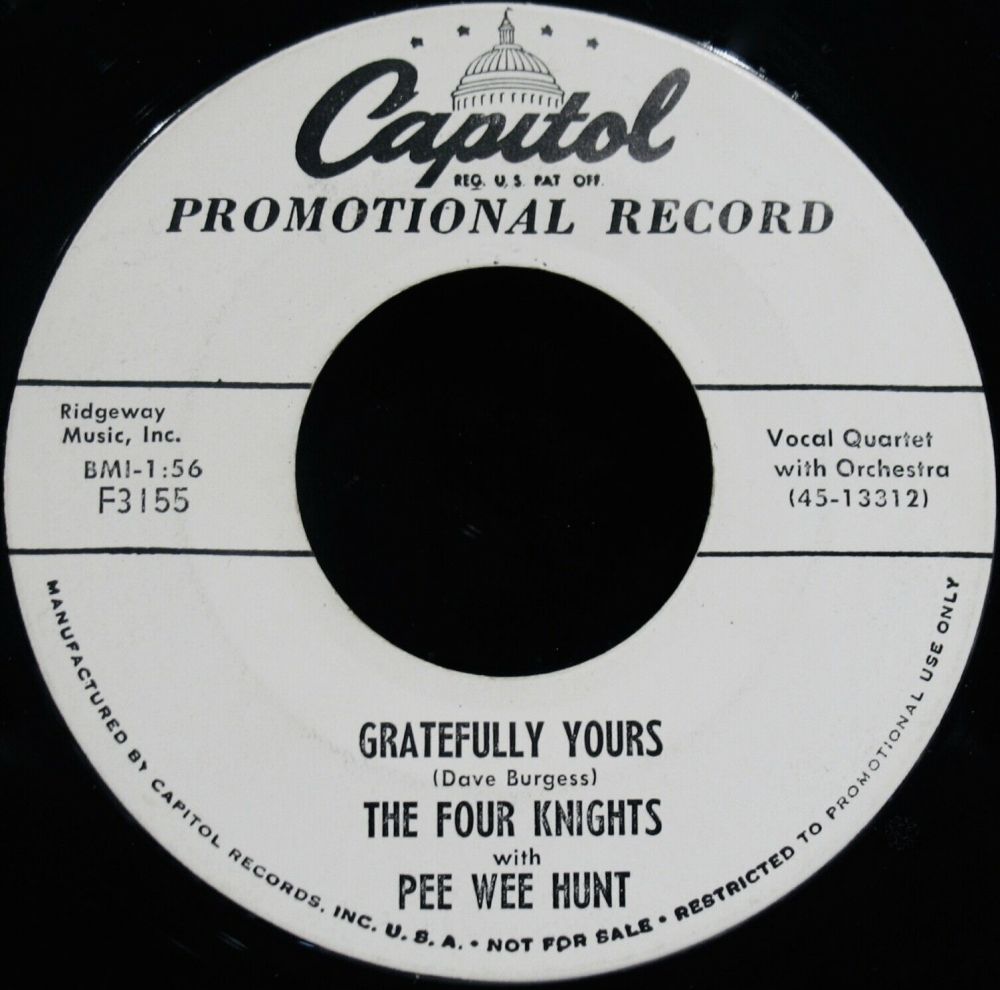 Capitol
REG. U.S. PAT. OFF.
PROMOTIONAL RECORD
Ridgeway
Music, Inc.
BMI-1:56
F3155
Vocal Quartet
with Orchestra
(45-13312)
GRATEFULLY YOURS
(Dave Burgess)
THE FOUR KNIGHTS
with
PEE WEE HUNT
MANUFACTURED BY CAPITOL RECORDS, INC. U.S.A. • NOT FOR SALE • RESTRICTED TO PROMOTIONAL USE ONLY